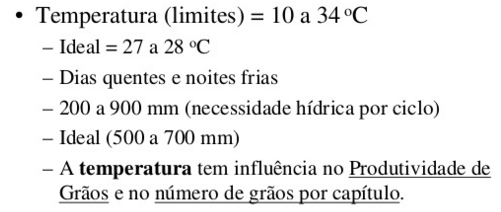 • Temperatura (limites) = 10 a 34 ºC
– Ideal = 27 a 28 ºC
– Dias quentes e noites frias
– 200 a 900 mm (necessidade hídrica por ciclo)
– Ideal (500 a 700 mm)
– A temperatura tem influência no Produtividade de
Grãos e no número de grãos por capítulo.